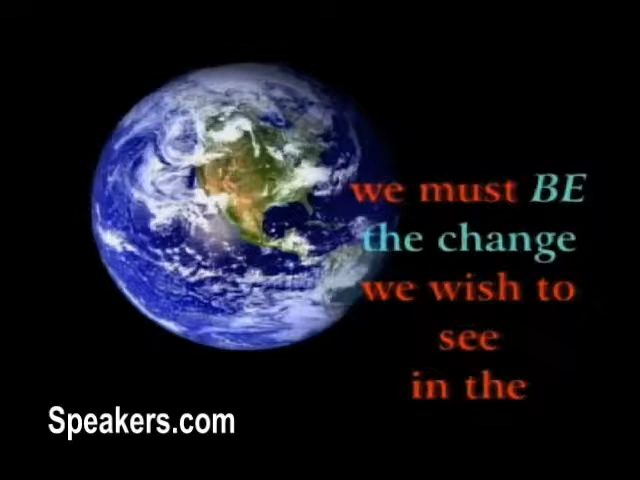 we must BE
the change
we wish to
see
in the
Speakers.com